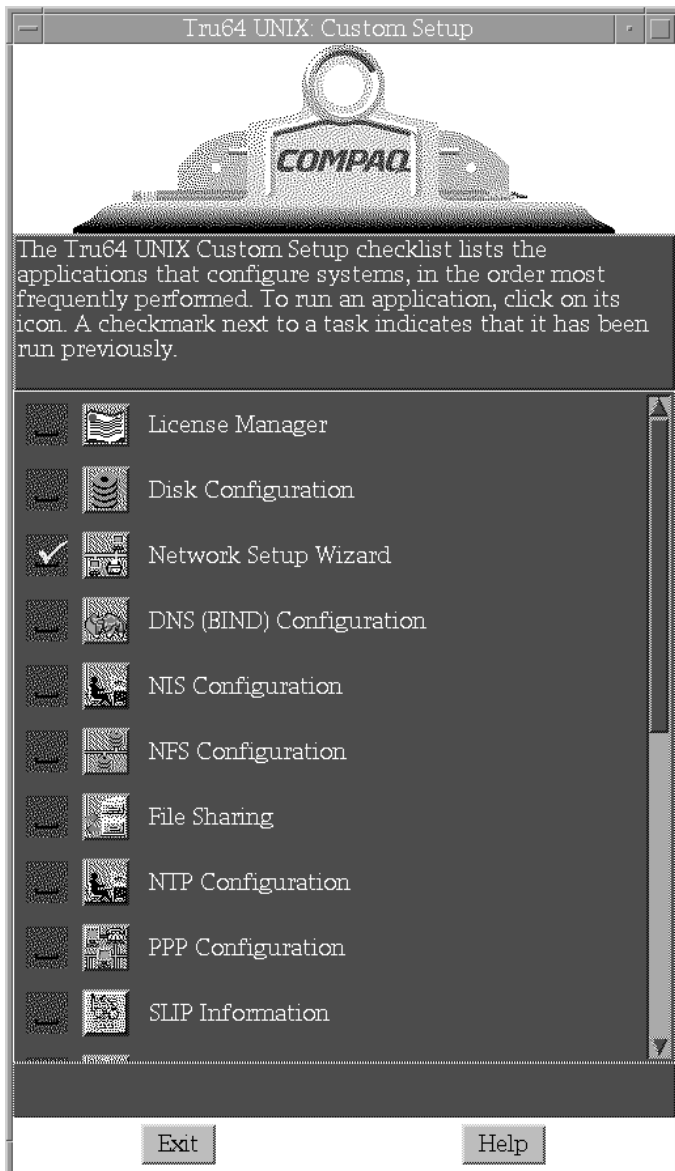 Tru64 UNIX: Custom Setup
COMPAQ
The Tru64 UNIX Custom Setup checklist lists the
applications that configure systems, in the order most
frequently performed. To run an application, click on its
icon. A checkmark next to a task indicates that it has been
run previously.
License Manager
Disk Configuration
Network Setup Wizard
DNS (BIND) Configuration
NIS Configuration
NFS Configuration
File Sharing
NTP Configuration
PPP Configuration
SLIP Information
Exit
Help